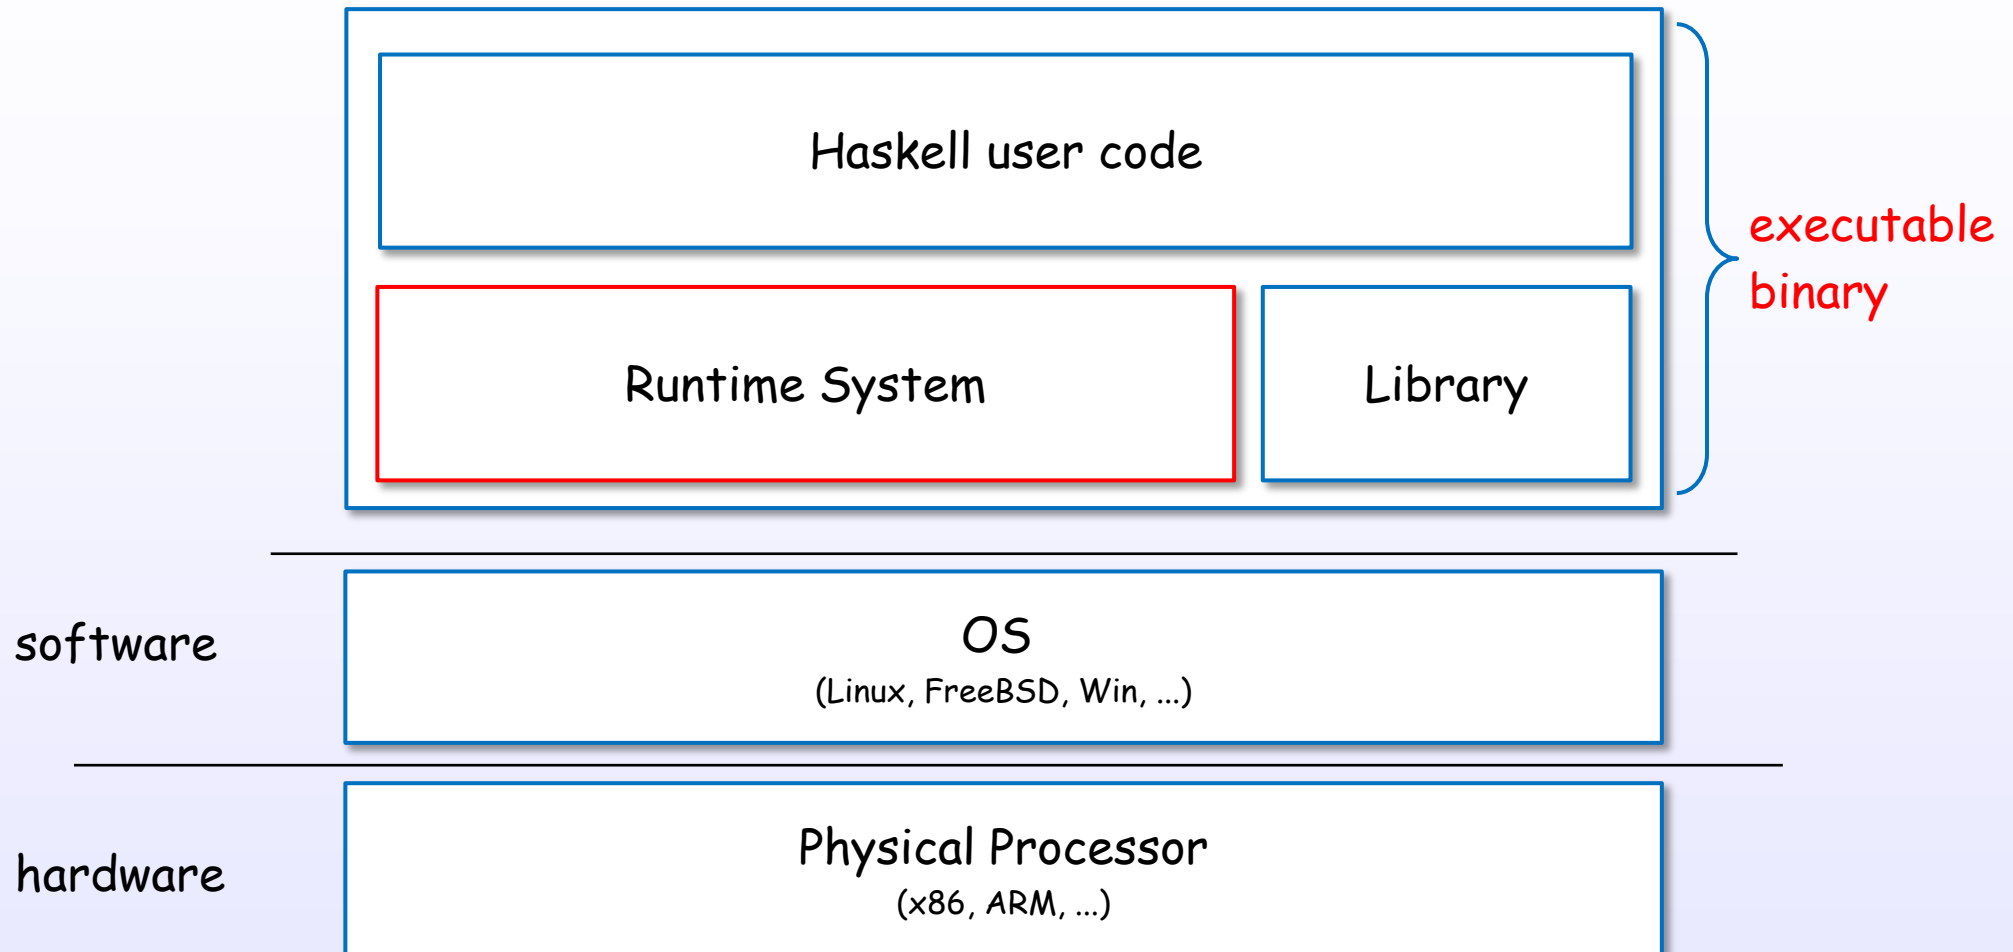 Haskell user code
executable
binary
Runtime System
Library
software
OS
(Linux, FreeBSD, Win, ...)
hardware
Physical Processor
(x86, ARM, ...)